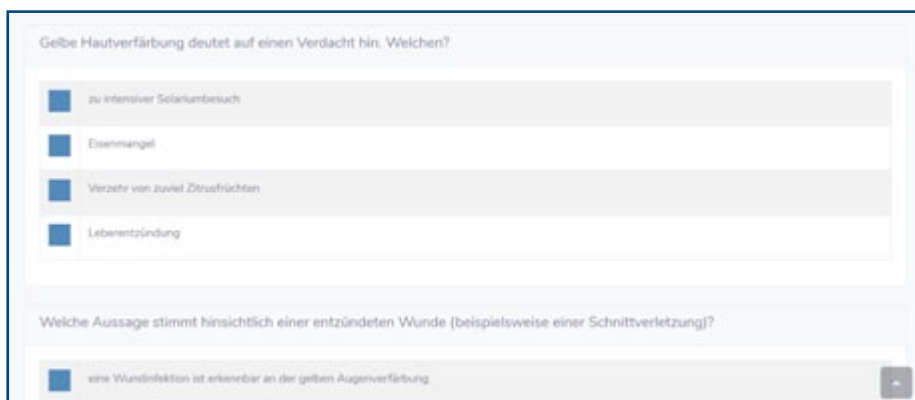 Gelbe Hautverfärbung deutet auf einen Verdacht hin. Welchen?
zu intensiver Solariumbesuch
Eisenmangel
Verzehr von zuviel Zitrusfrüchten
Leberentzündung
Welche Aussage stimmt hinsichtlich einer entzündeten Wunde (beispielsweise einer Schnittverletzung)?
eine Wundinfektion ist erkennbar an der gelben Augenverfärbung